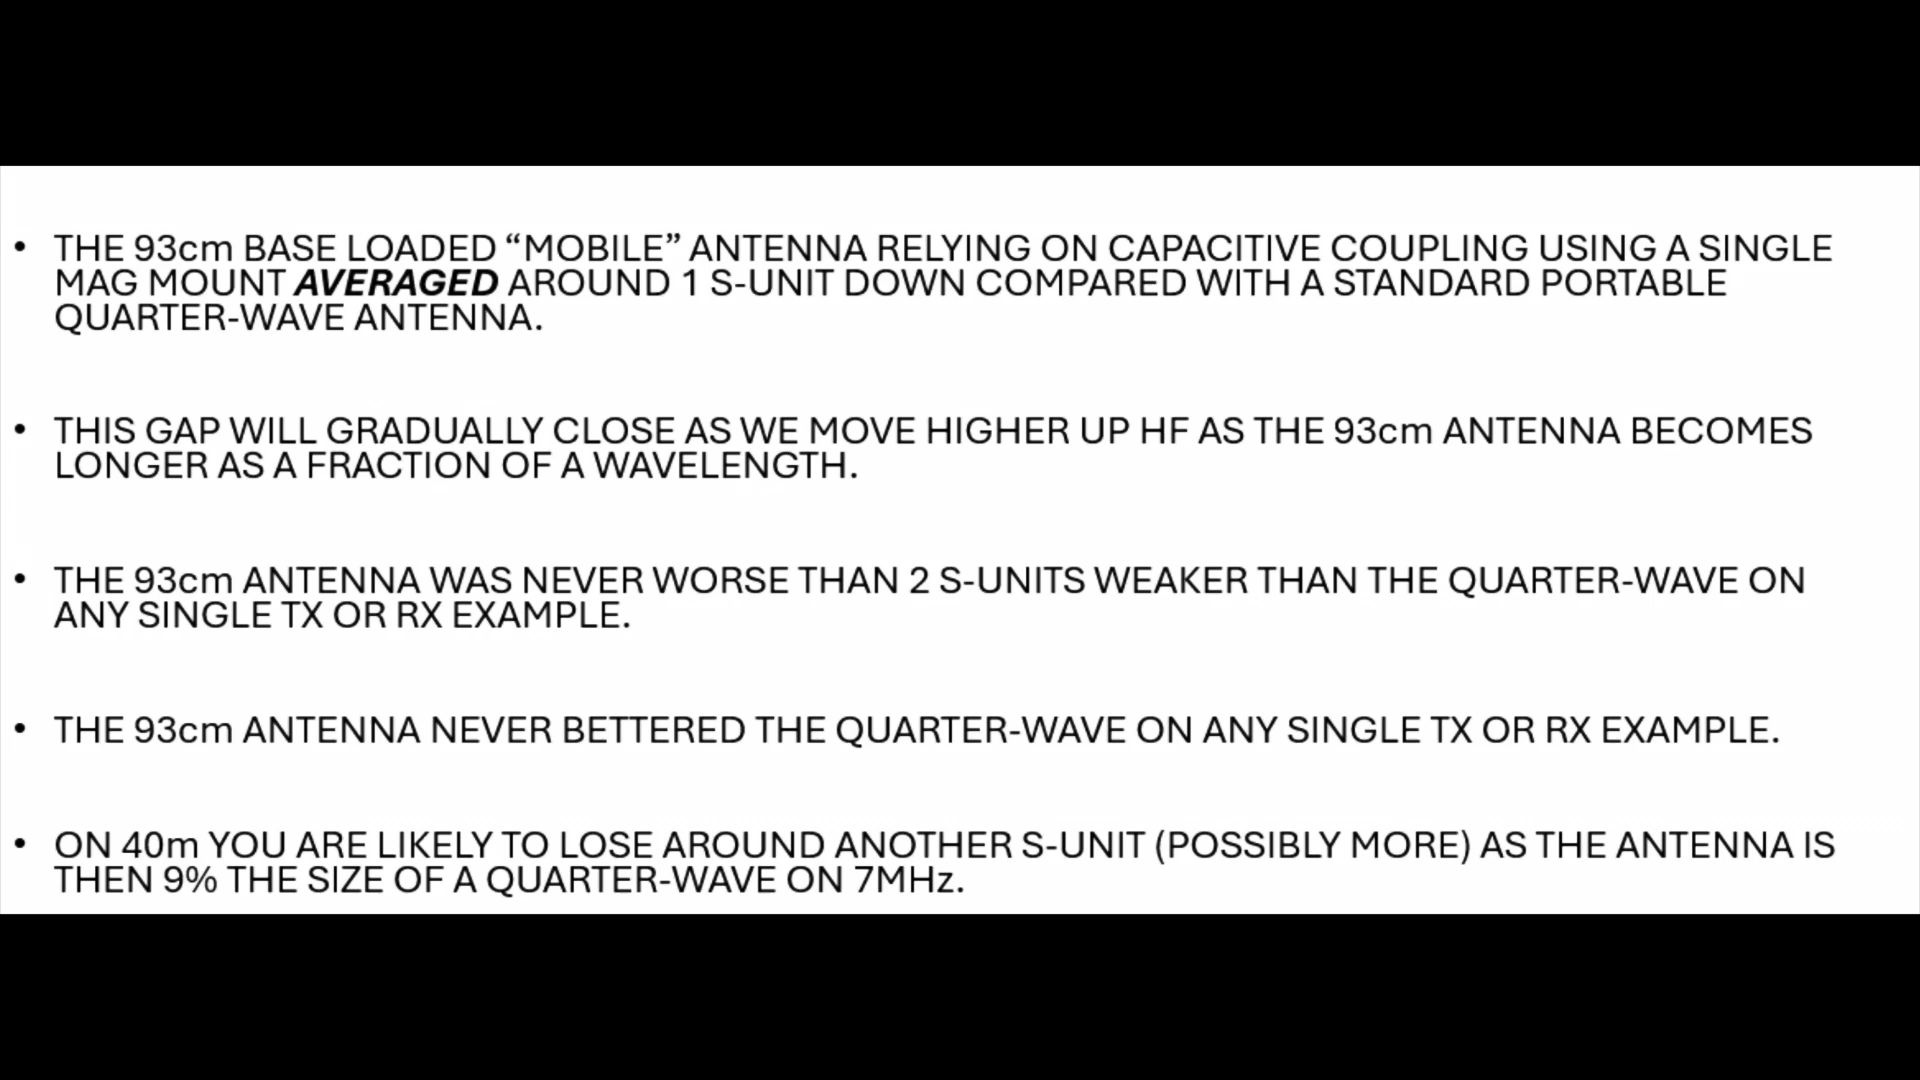 • THE 93cm BASE LOADED “MOBILE” ANTENNA RELYING ON CAPACITIVE COUPLING USING A SINGLE
MAG MOUNT AVERAGED AROUND 1 S-UNIT DOWN COMPARED WITH A STANDARD PORTABLE
QUARTER-WAVE ANTENNA.
• THIS GAP WILL GRADUALLY CLOSE AS WE MOVE HIGHER UP HF AS THE 93cm ANTENNA BECOMES
LONGER AS A FRACTION OF A WAVELENGTH.
• THE 93cm ANTENNA WAS NEVER WORSE THAN 2 S-UNITS WEAKER THAN THE QUARTER-WAVE ON
ANY SINGLE TX OR RX EXAMPLE.
• THE 93cm ANTENNA NEVER BETTERED THE QUARTER-WAVE ON ANY SINGLE TX OR RX EXAMPLE.
• ON 40m YOU ARE LIKELY TO LOSE AROUND ANOTHER S-UNIT (POSSIBLY MORE) AS THE ANTENNA IS
THEN 9% THE SIZE OF A QUARTER-WAVE ON 7MHz.